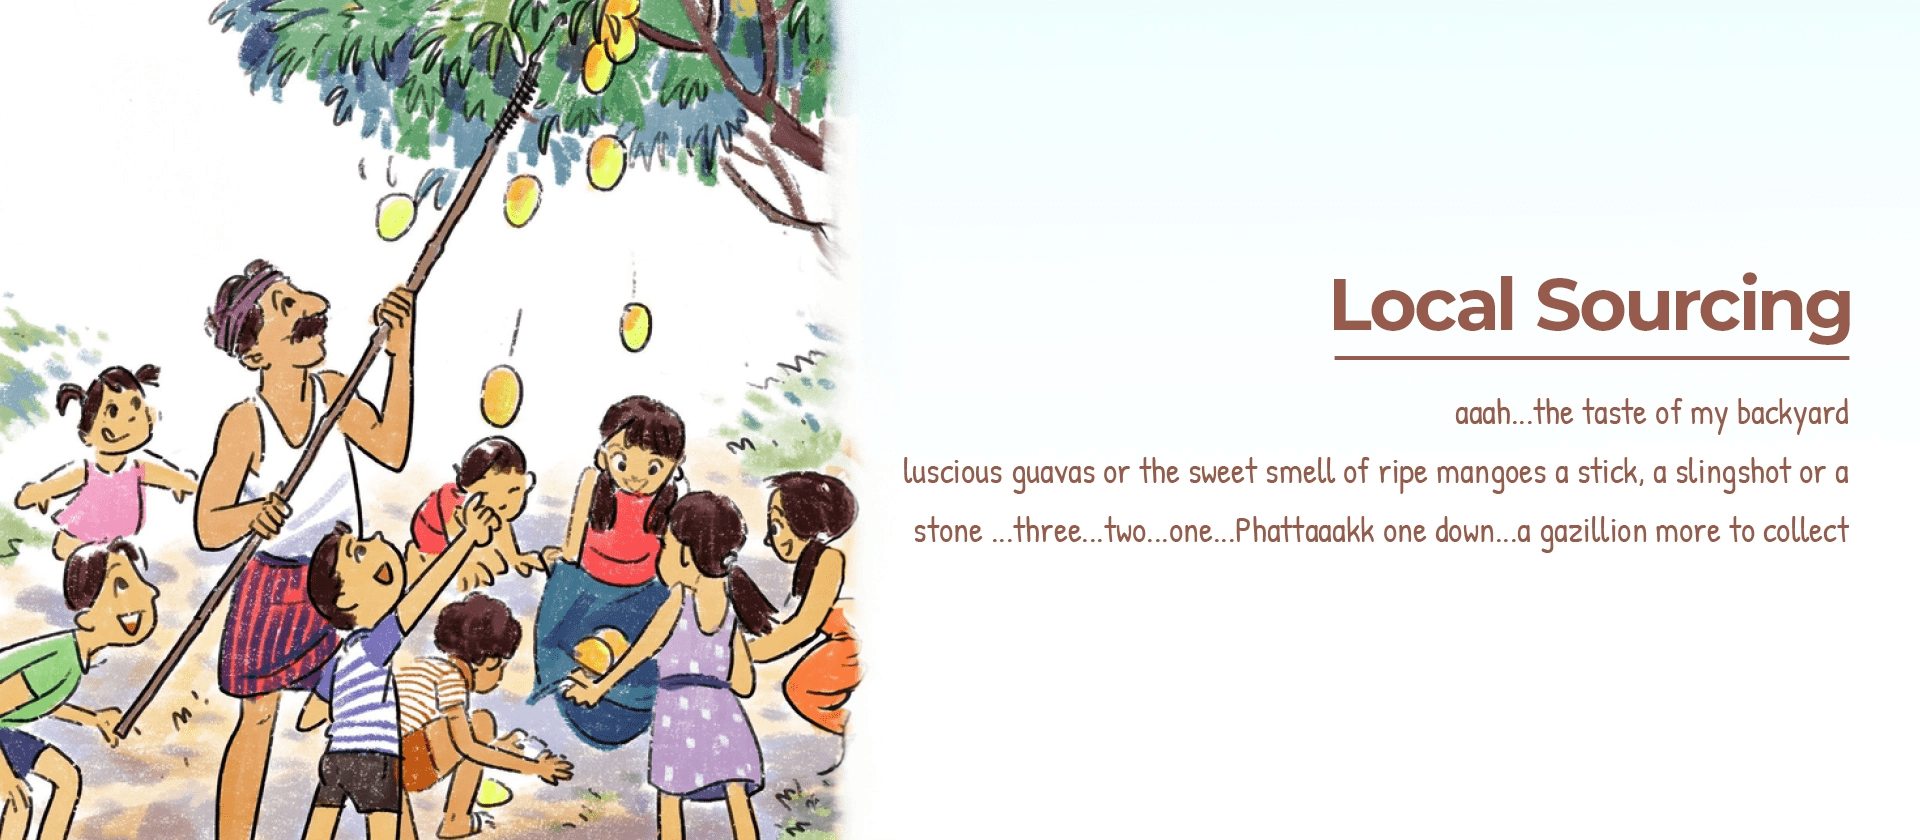 Local Sourcing
aaah...the taste of my backyard
luscious guavas or the sweet smell of ripe mangoes a stick, a slingshot or a
stone ...three...two...one...Phattaaakk one down...a gazillion more to collect